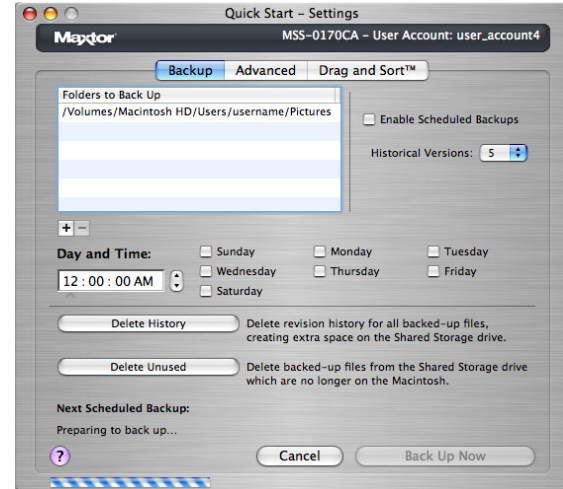 Quick Start – Settings
Maxtor
MSS-0170CA – User Account: user_account4
Backup Advanced Drag and Sort™
Folders to Back Up
/Volumes/Macintosh HD/Users/username/Pictures
Enable Scheduled Backups
Historical Versions: 5
+ −
Day and Time:
12 : 00 : 00 AM
Sunday Monday Tuesday
Wednesday Thursday Friday
Saturday
Delete History
Delete revision history for all backed-up files,
creating extra space on the Shared Storage drive.
Delete Unused
Delete backed-up files from the Shared Storage drive
which are no longer on the Macintosh.
Next Scheduled Backup:
Preparing to back up...
? Cancel Back Up Now